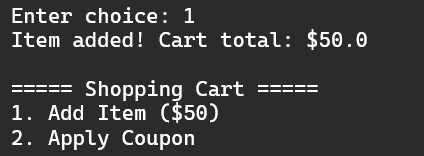 Enter choice: 1
Item added! Cart total: $50.0
===== Shopping Cart =====
1. Add Item ($50)
2. Apply Coupon